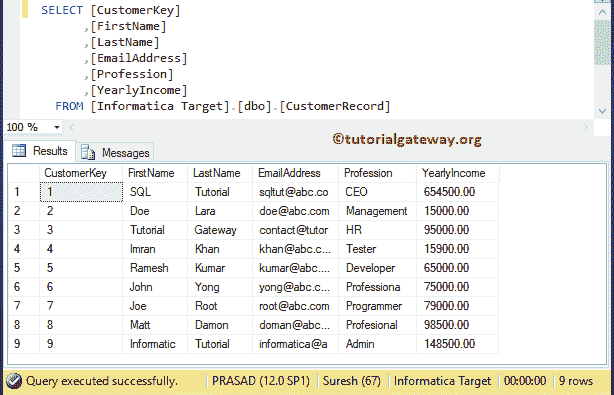 SELECT [CustomerKey]
,[FirstName]
,[LastName]
,[EmailAddress]
,[Profession]
,[YearlyIncome]
FROM [Informatica Target].[dbo].[CustomerRecord]
100 %
©tutorialgateway.org
Results Messages
CustomerKey FirstName LastName EmailAddress Profession YearlyIncome
1 1 SQL Tutorial sqltut@abc.co CEO 654500.00
2 2 Doe Lara doe@abc.com Management 15000.00
3 3 Tutorial Gateway contact@tutor HR 95000.00
4 4 Imran Khan khan@abc.c... Tester 15900.00
5 5 Ramesh Kumar kumar@abc.... Developer 65000.00
6 6 John Yong yong@abc.c... Professiona 75000.00
7 7 Joe Root root@abc.com Programmer 79000.00
8 8 Matt Damon doman@abc... Profesional 98500.00
9 9 Informatic Tutorial informatica@a Admin 148500.00
Query executed successfully. PRASAD (12.0 SP1) Suresh (67) Informatica Target 00:00:00 9 rows